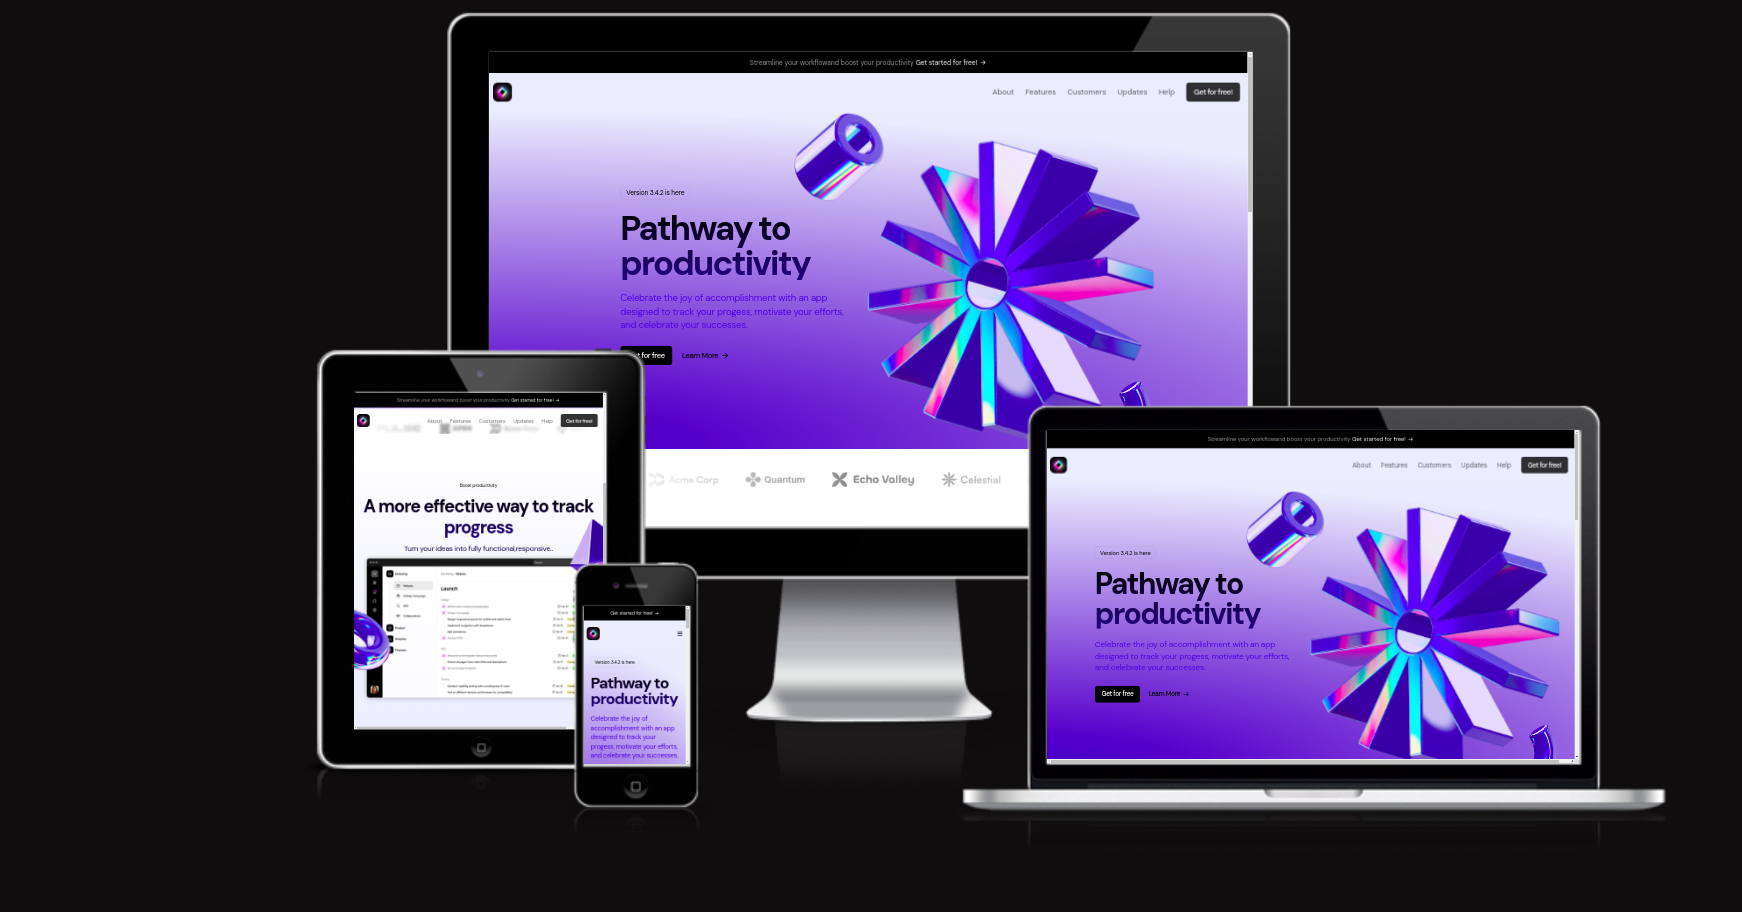 Streamline your workflowand boost your productivity Get started for free! →
About Features Customers Updates Help Get for free!
Version 3.4.2 is here
Pathway to
productivity
Celebrate the joy of accomplishment with an app
designed to track your progess, motivate your efforts,
and celebrate your successes.
t for free Learn More →
Acme Corp Quantum Echo Valley Celestial
Streamline your workflowand boost your productivity Get started for free! →
About Features Customers Updates Help Get for free!
APEX Acme Corp
Boost productivity
A more effective way to track
progress
Turn your ideas into fully functional,responsive..
Marketing
Website
Launch
Product
Get started for free! →
Version 3.4.2 is here
Pathway to
productivity
Celebrate the joy of
accomplishment with an app
designed to track your
progess, motivate your efforts,
and celebrate your successes.
Streamline your workflowand boost your productivity Get started for free! →
About Features Customers Updates Help Get for free!
Version 3.4.2 is here
Pathway to
productivity
Celebrate the joy of accomplishment with an app
designed to track your progess, motivate your efforts,
and celebrate your successes.
Get for free Learn More →